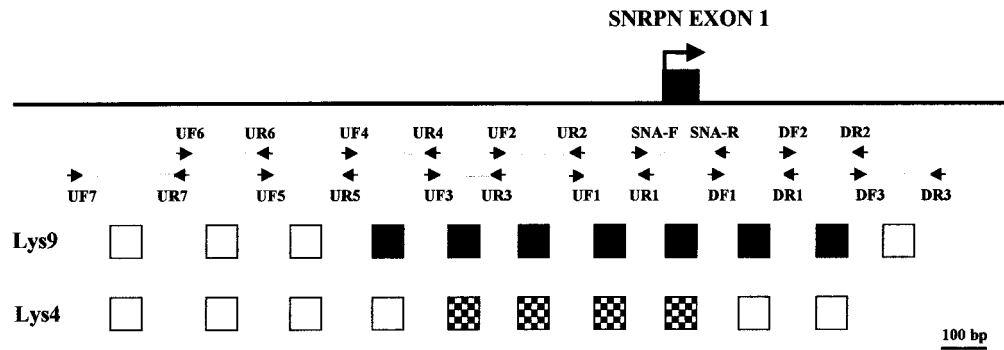 SNRPN EXON 1
UF6 UR6 UF4 UR4 UF2 UR2 SNA-F SNA-R DF2 DR2
UF7 UR7 UF5 UR5 UF3 UR3 UF1 UR1 DF1 DR1 DF3 DR3
Lys9
Lys4
100 bp